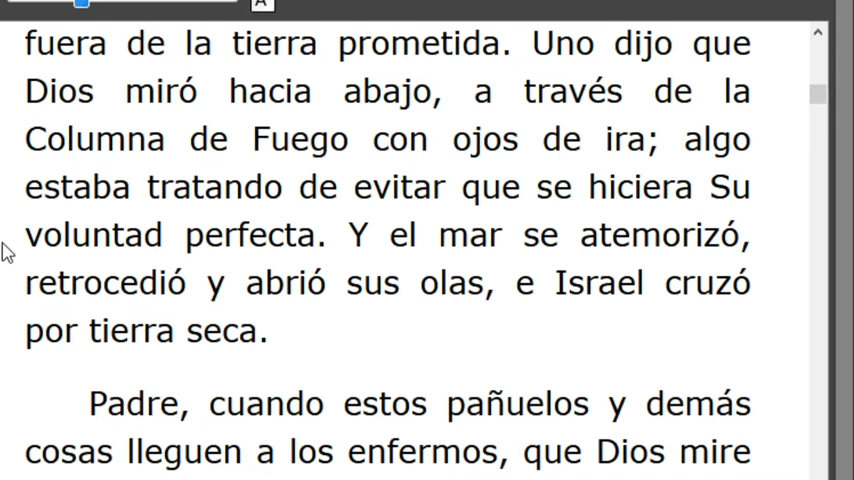 A
fuera de la tierra prometida. Uno dijo que
Dios miró hacia abajo, a través de la
Columna de Fuego con ojos de ira; algo
estaba tratando de evitar que se hiciera Su
voluntad perfecta. Y el mar se atemorizó,
retrocedió y abrió sus olas, e Israel cruzó
por tierra seca.
Padre, cuando estos pañuelos y demás
cosas lleguen a los enfermos, que Dios mire